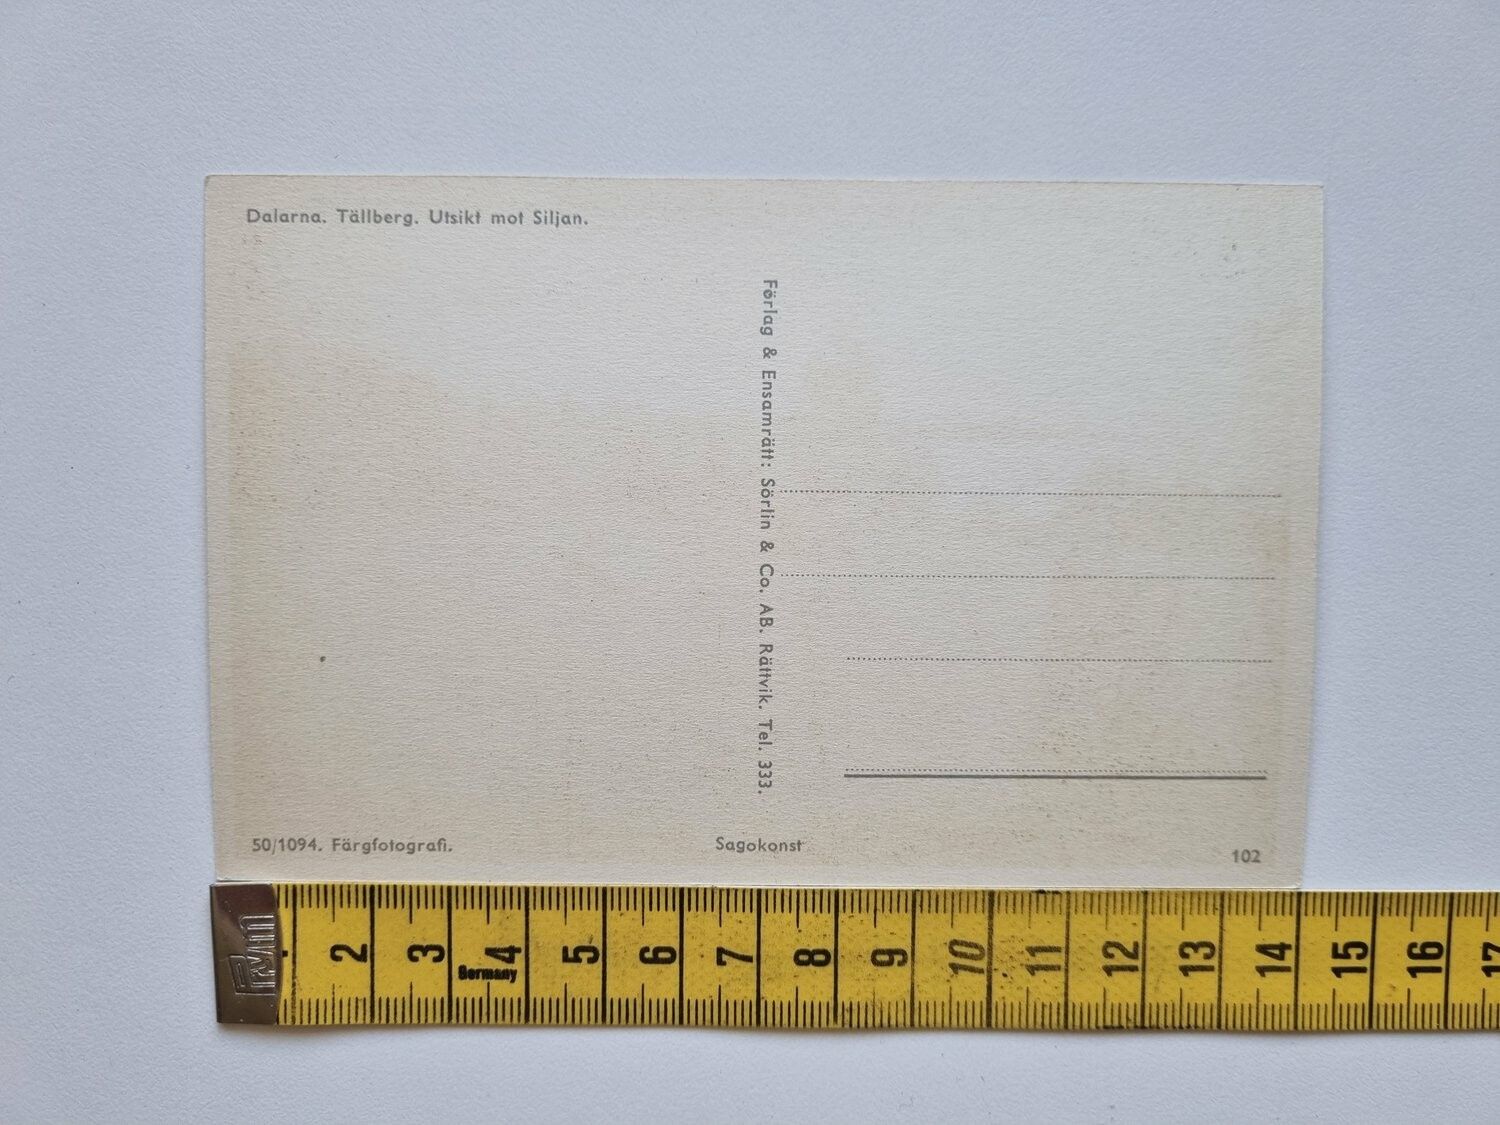 Dalarna. Tällberg. Utsikt mot Siljan.
Förlag & Ensamrätt: Sörlin & Co. AB. Rättvik. Tel. 333.
50/1094. Färgfotografi.
Sagokonst
102
Prym
2 3 4 5 6 7 8 9 10 11 12 13 14 15 16 17
Germany